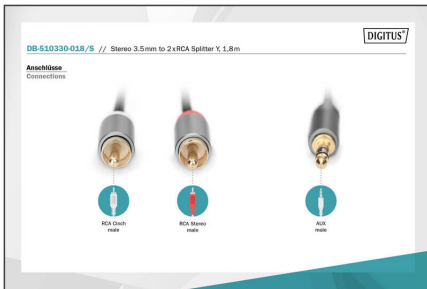 DIGITUS®
DB-510330-018/S // Stereo 3.5mm to 2xRCA Splitter Y, 1,8m
Anschlüsse
Connections
RCA Cinch
male
RCA Stereo
male
AUX
male